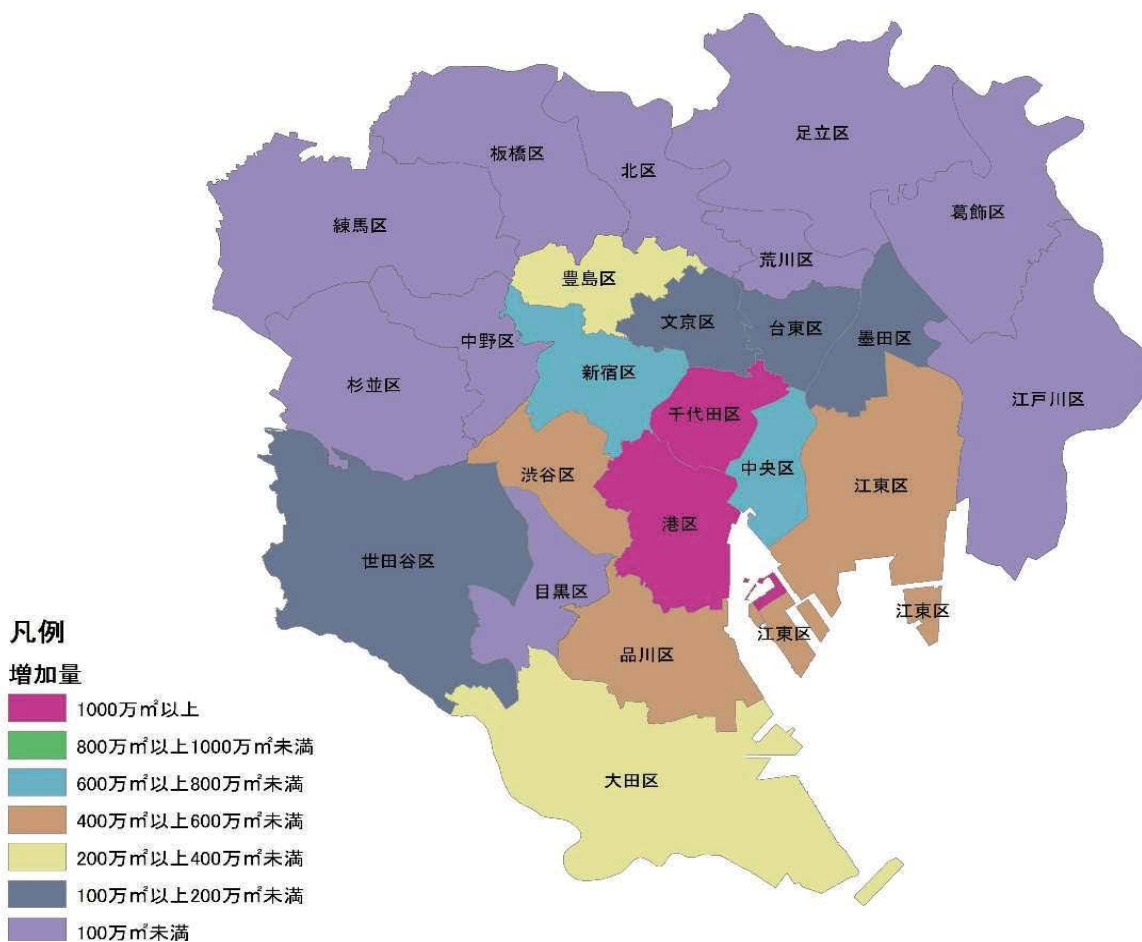 足立区
板橋区
北区
葛飾区
練馬区
荒川区
豊島区
文京区
台東区
墨田区
中野区
新宿区
杉並区
江戸川区
千代田区
中央区
渋谷区
江東区
港区
世田谷区
目黒区
江東区
江東区
品川区
大田区
凡例
増加量
1000万㎡以上
800万㎡以上1000万㎡未満
600万㎡以上800万㎡未満
400万㎡以上600万㎡未満
200万㎡以上400万㎡未満
100万㎡以上200万㎡未満
100万㎡未満